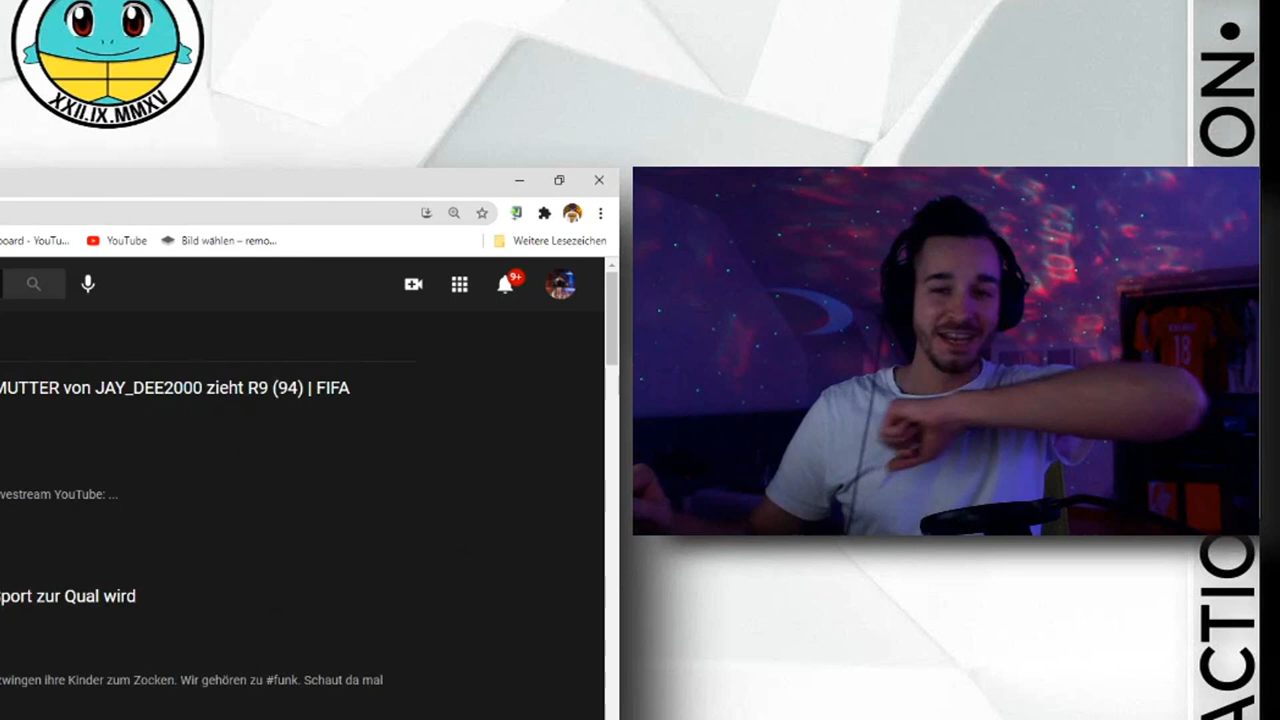 XXII.IX.MMXV
oard - YouTu...
YouTube
Bild wählen – remo...
Weitere Lesezeichen
9+
MUTTER von JAY_DEE2000 zieht R9 (94) | FIFA
vestream YouTube: ...
port zur Qual wird
zwingen ihre Kinder zum Zocken. Wir gehören zu #funk. Schaut da mal
18
ON•
ACTIO